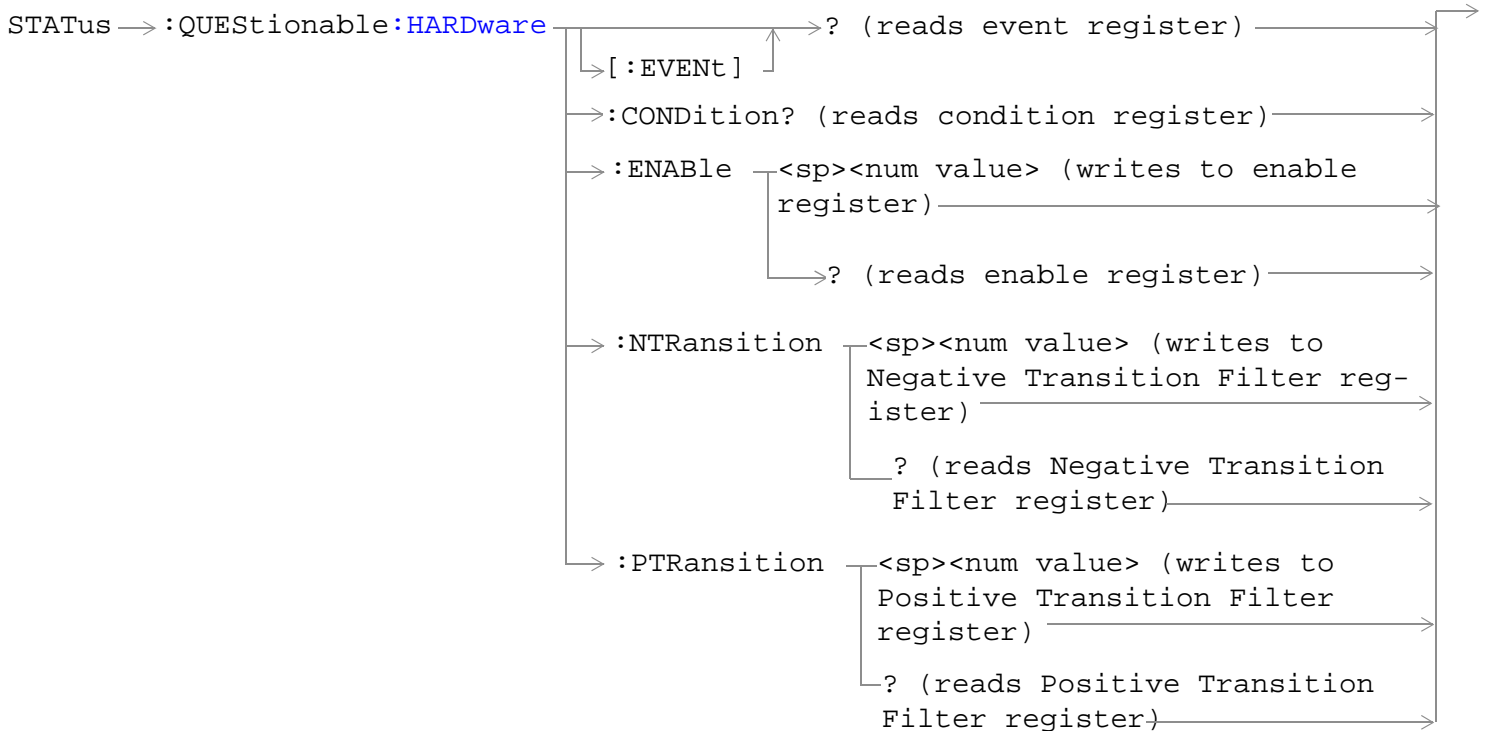 STATus :QUEStionable:HARDware ? (reads event register)
[:EVENt]
:CONDition? (reads condition register)
:ENABle <sp><num value> (writes to enable
register)
? (reads enable register)
:NTRansition <sp><num value> (writes to
Negative Transition Filter reg-
ister)
? (reads Negative Transition
Filter register)
:PTRansition <sp><num value> (writes to
Positive Transition Filter
register)
? (reads Positive Transition
Filter register)